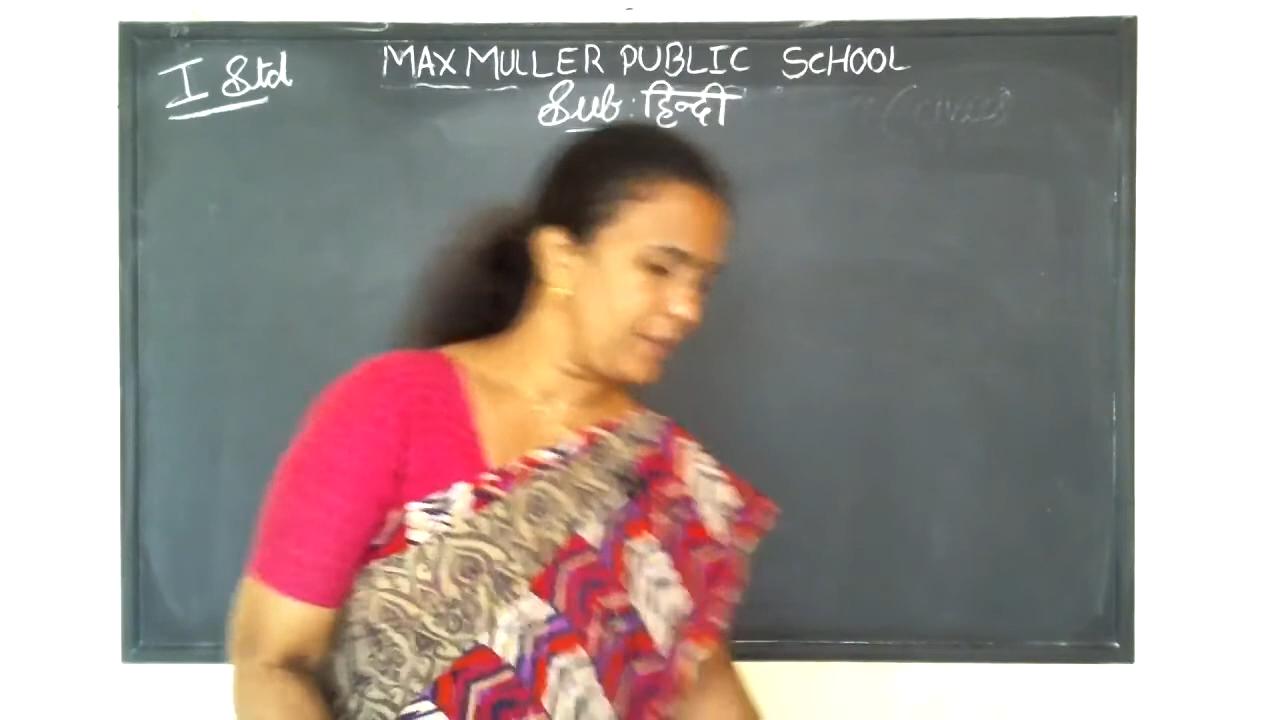 I Std
MAX MULLER PUBLIC SCHOOL
Sub: हिन्दी